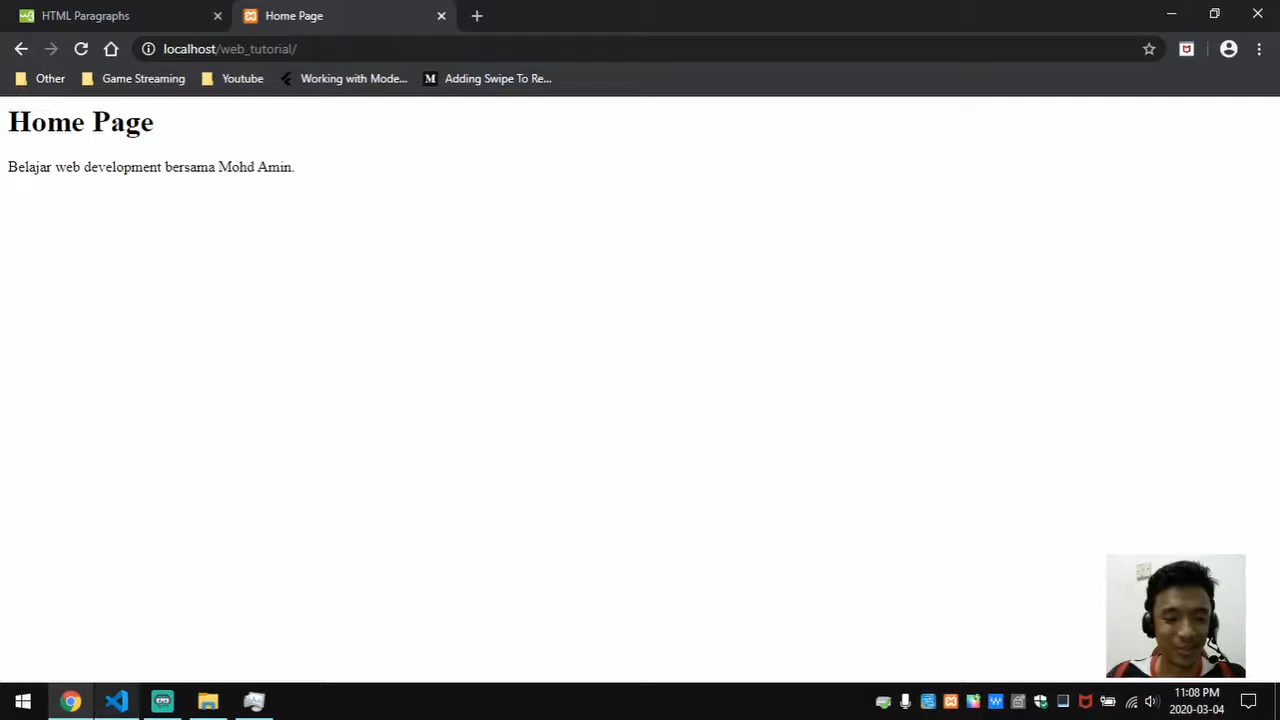 HTML Paragraphs
Home Page
localhost/web_tutorial/
Other
Game Streaming
Youtube
Working with Mode...
M
Adding Swipe To Re...
Home Page
Belajar web development bersama Mohd Amin.
11:08 PM
2020-03-04